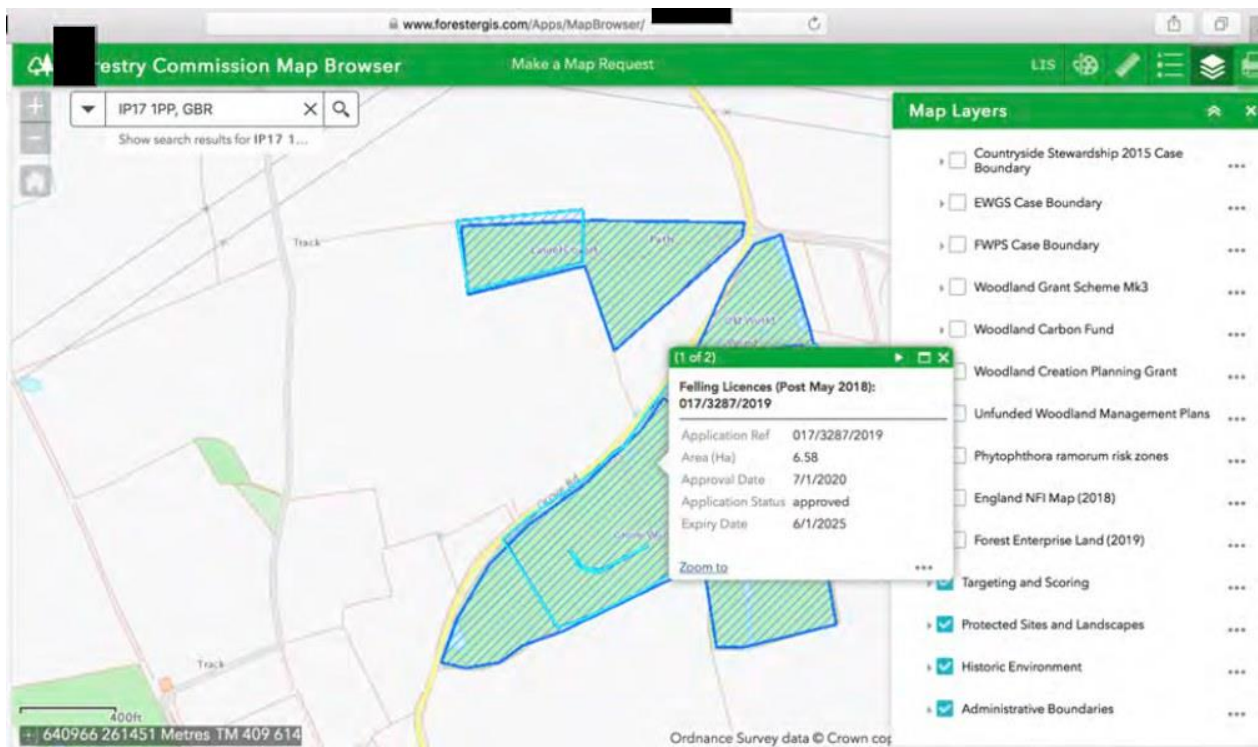 www.forestergis.com/Apps/MapBrowser/
estry Commission Map Browser
Make a Map Request
LIS
IP17 1PP, GBR
Show search results for IP17 1...
Map Layers
Countryside Stewardship 2015 Case
Boundary
EWGS Case Boundary
FWPS Case Boundary
Woodland Grant Scheme Mk3
Woodland Carbon Fund
Woodland Creation Planning Grant
Unfunded Woodland Management Plans
Phytophthora ramorum risk zones
England NFI Map (2018)
Forest Enterprise Land (2019)
Targeting and Scoring
Protected Sites and Landscapes
Historic Environment
Administrative Boundaries
Track
Path
(1 of 2)
Felling Licences (Post May 2018):
017/3287/2019
Application Ref 017/3287/2019
Area (Ha) 6.58
Approval Date 7/1/2020
Application Status approved
Expiry Date 6/1/2025
Zoom to
Grove Rd
Track
400ft
640966 261451 Metres TM 409 614
Ordnance Survey data © Crown cop